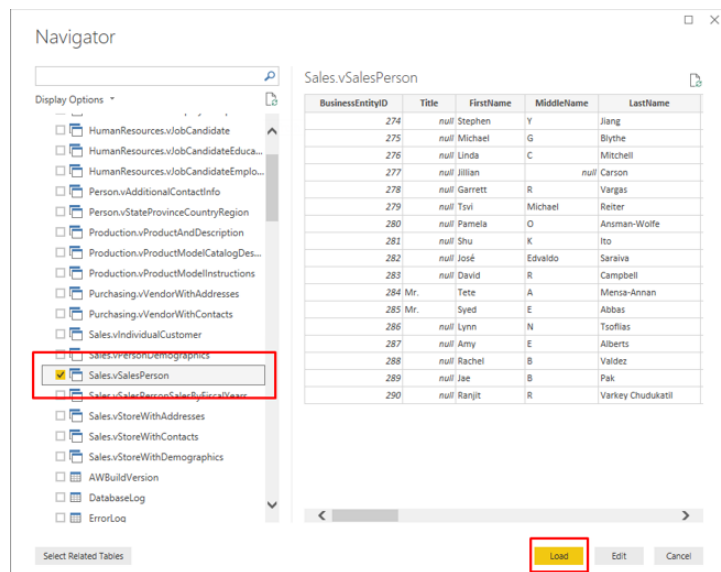 Navigator
Display Options
HumanResources.vJobCandidate
HumanResources.vJobCandidateEduca...
HumanResources.vJobCandidateEmplo...
Person.vAdditionalContactInfo
Person.vStateProvinceCountryRegion
Production.vProductAndDescription
Production.vProductModelCatalogDes...
Production.vProductModelInstructions
Purchasing.vVendorWithAddresses
Purchasing.vVendorWithContacts
Sales.vIndividualCustomer
Sales.vPersonDemographics
Sales.vSalesPerson
Sales.vSalesPersonSalesByFiscalYears
Sales.vStoreWithAddresses
Sales.vStoreWithContacts
Sales.vStoreWithDemographics
AWBuildVersion
DatabaseLog
ErrorLog
Select Related Tables
Sales.vSalesPerson
BusinessEntityID Title FirstName MiddleName LastName
274 null Stephen Y Jiang
275 null Michael G Blythe
276 null Linda C Mitchell
277 null Jillian null Carson
278 null Garrett R Vargas
279 null Tsvi Michael Reiter
280 null Pamela O Ansman-Wolfe
281 null Shu K Ito
282 null José Edvaldo Saraiva
283 null David R Campbell
284 Mr. Tete A Mensa-Annan
285 Mr. Syed E Abbas
286 null Lynn N Tsoflias
287 null Amy E Alberts
288 null Rachel B Valdez
289 null Jae B Pak
290 null Ranjit R Varkey Chudukatil
Load Edit Cancel